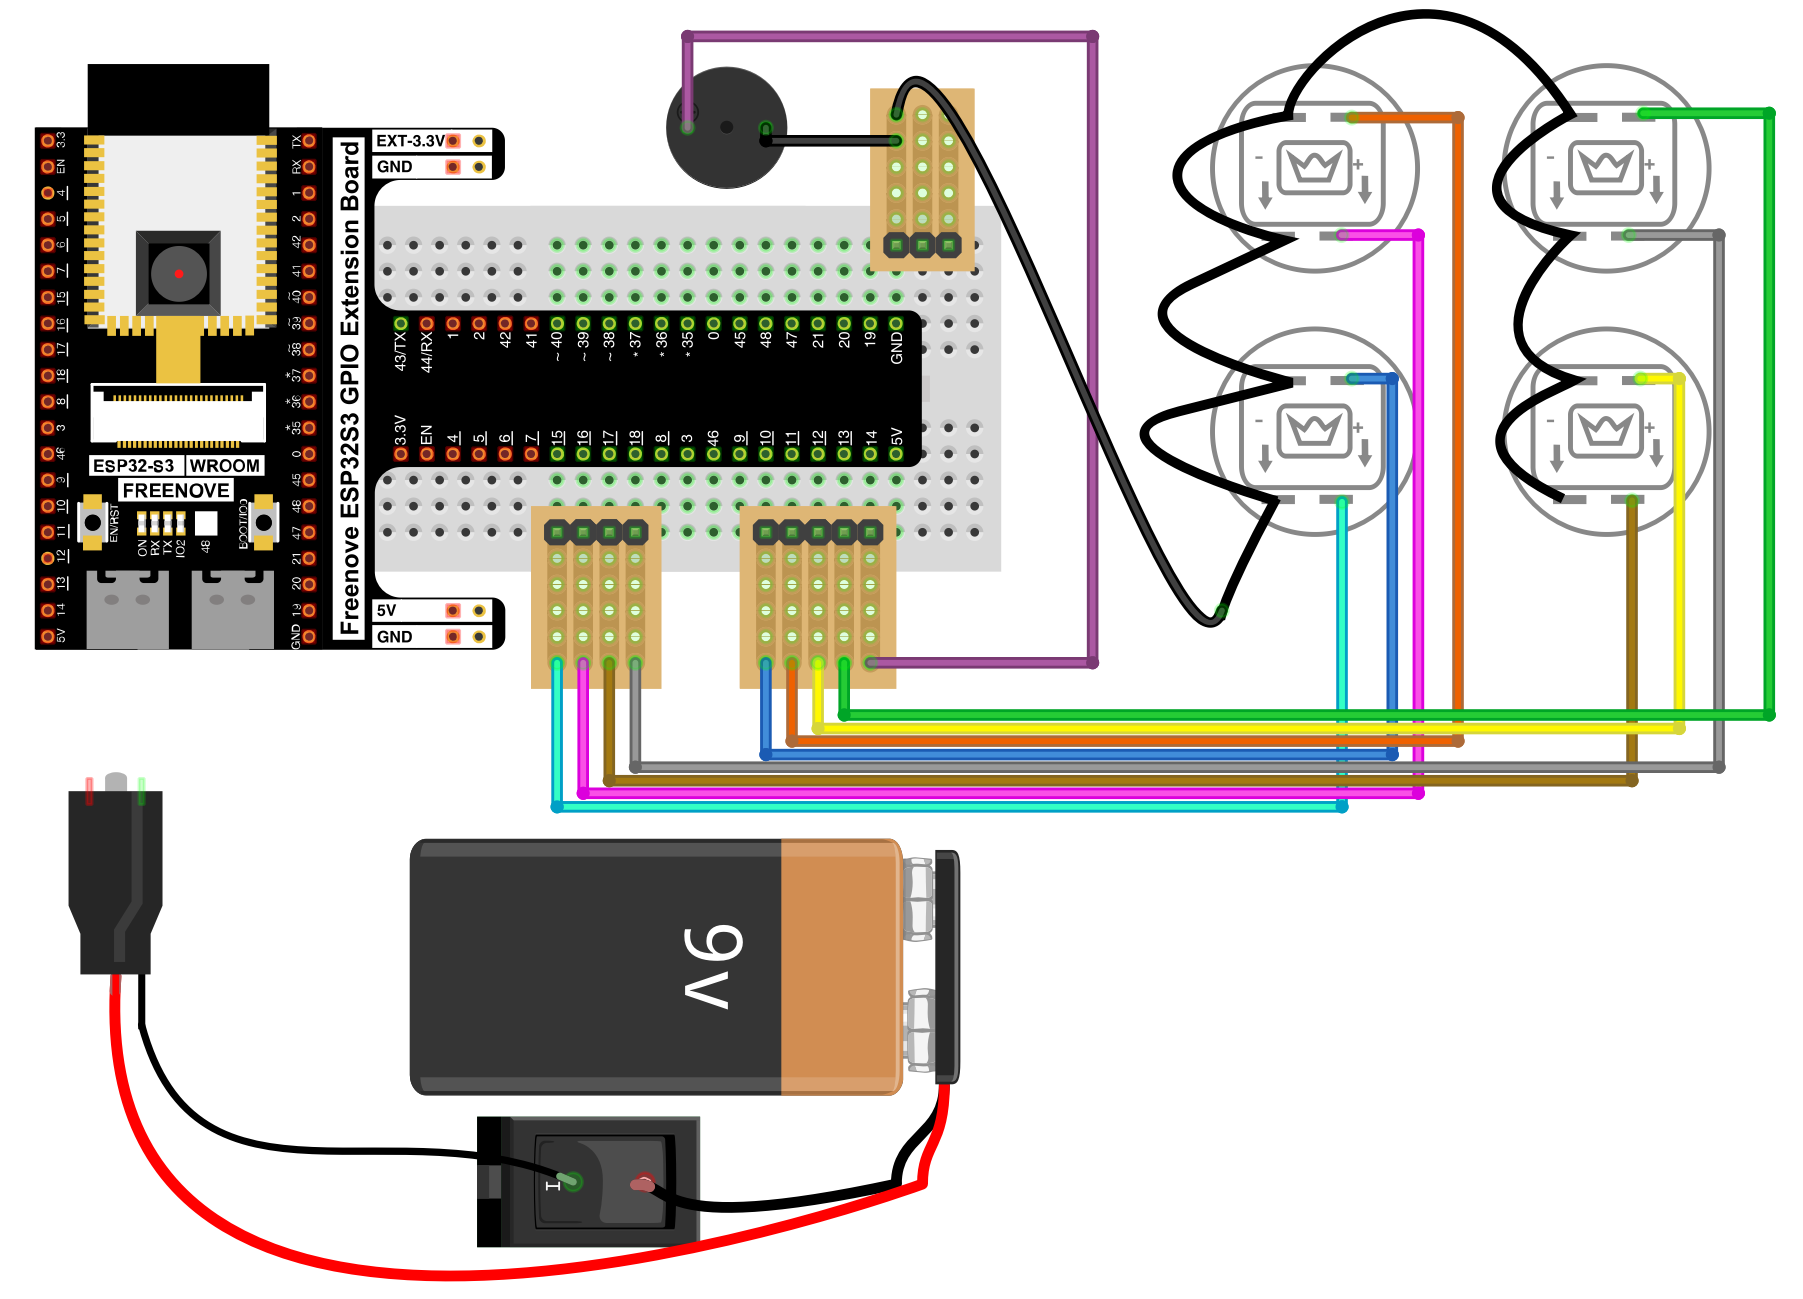 3.3
EN
4
5
6
7
15
16
17
18
8
3
46
9
10
11
12
13
14
5V
TX
RX
1
2
42
41
40
39
38
*37
*36
*35
0
45
48
47
21
20
19
GND
ESP32-S3 WROOM
FREENOVE
EN/RST
ON
RX
TX
IO2
48
BOOT/IO0
Freenove ESP32S3 GPIO Extension Board
EXT-3.3V
GND
43/TX
44/RX
1
2
42
41
~ 40
~ 39
~ 38
* 37
* 36
* 35
0
45
48
47
21
20
19
GND
3.3V
EN
4
5
6
7
15
16
17
18
8
3
46
9
10
11
12
13
14
5V
5V
GND
- +
- +
- +
- +
9v
I